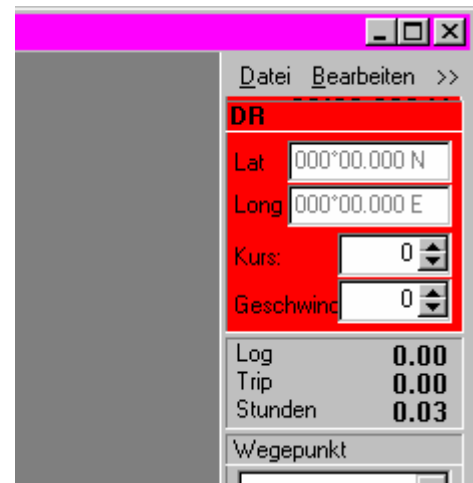 Datei Bearbeiten >>
DR
Lat 000°00.000 N
Long 000°00.000 E
Kurs: 0
Geschwind 0
Log 0.00
Trip 0.00
Stunden 0.03
Wegepunkt